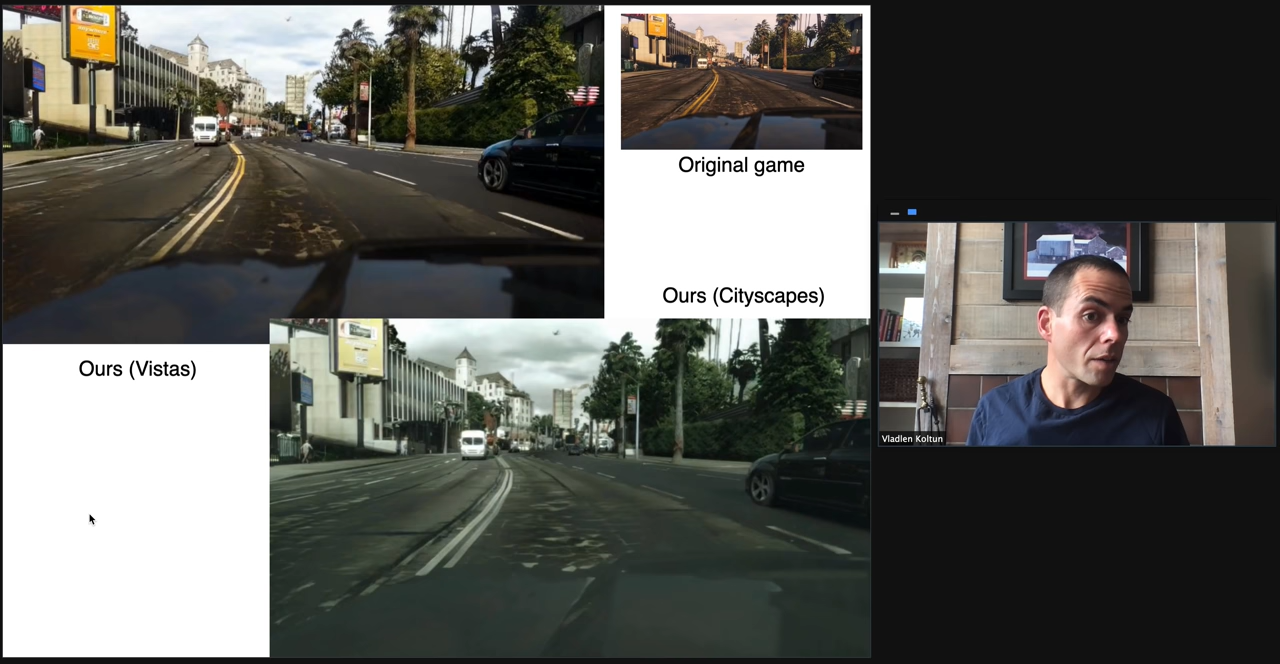 Original game
Ours (Cityscapes)
Ours (Vistas)
Vladlen Koltun